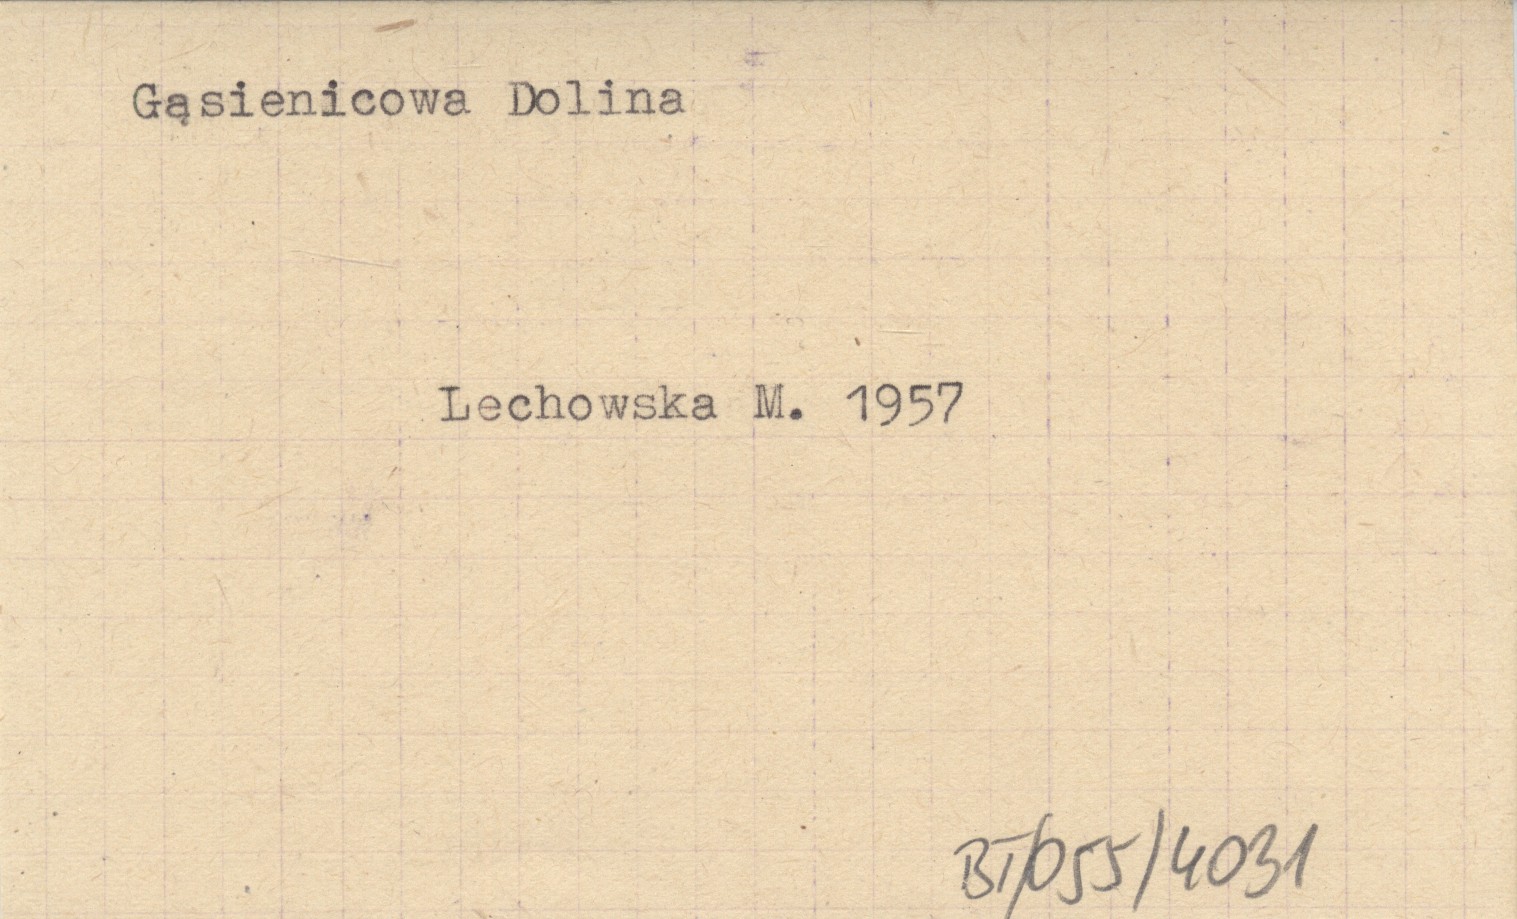 Gąsienicowa Dolina
Lechowska M. 1957
BT/055/4031